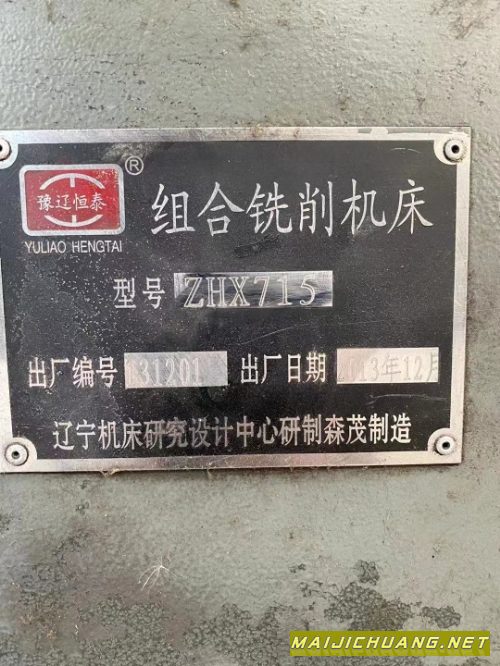 豫辽恒泰
®
YULIAO HENGTAI
组合铣削机床
型号 ZHX715
出厂编号 131201 出厂日期 2013年12月
辽宁机床研究设计中心研制森茂制造
MAIJICHUANG.NET